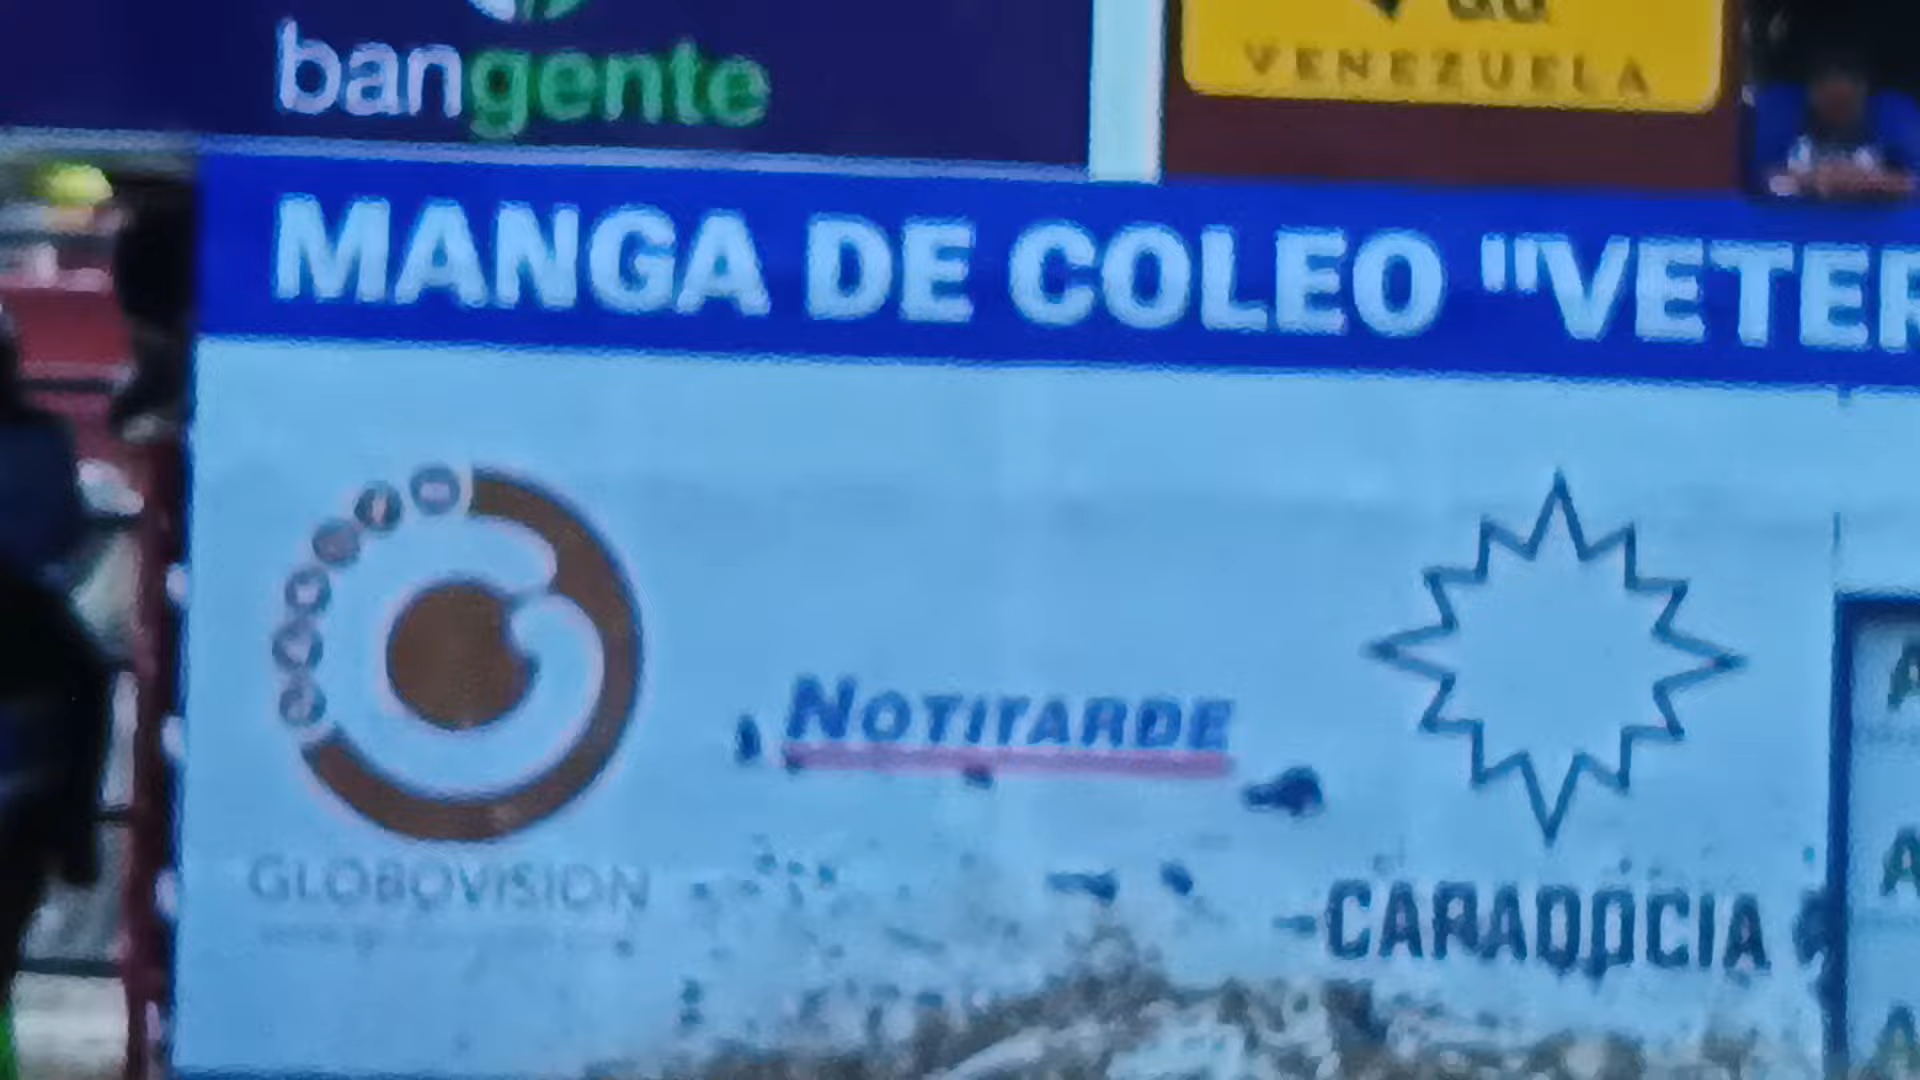 bangente
VENEZUELA
MANGA DE COLEO "VETER
NOTITARDE
GLOBOVISION
CARADOCIA